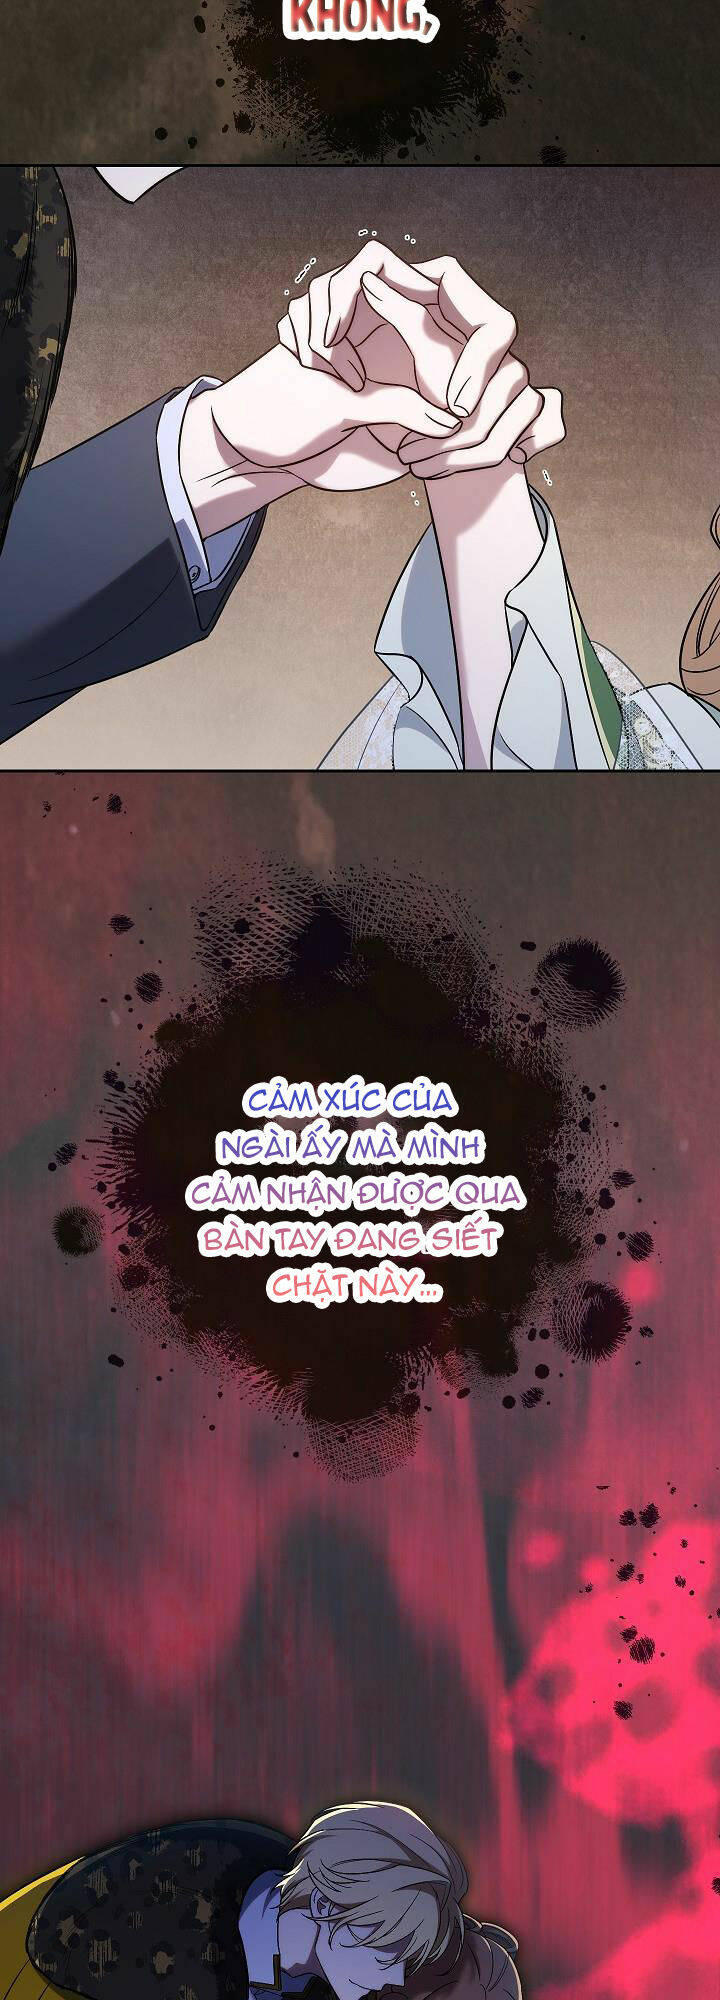 KHÔNG,
CẢM XÚC CỦA
NGÀI ẤY MÀ MÌNH
CẢM NHẬN ĐƯỢC QUA
BÀN TAY ĐANG SIẾT
CHẶT NÀY...